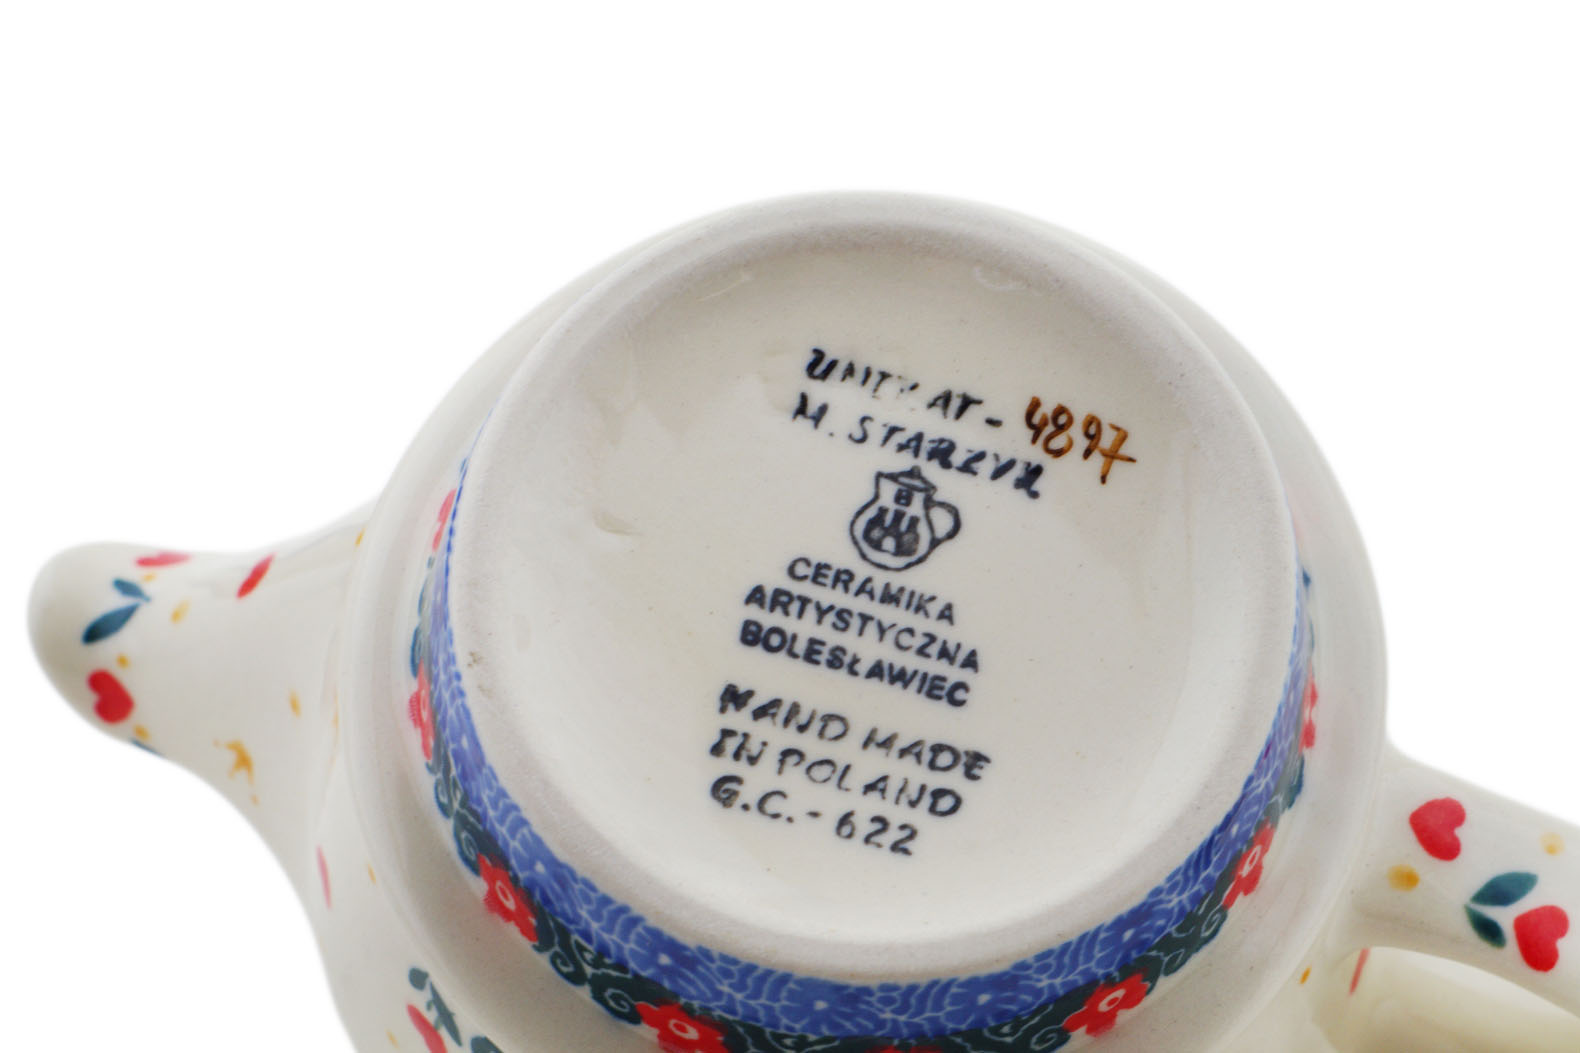 UNIKAT - 4897
M. STARZYK
CERAMIKA
ARTYSTYCZNA
BOLESŁAWIEC
HAND MADE
IN POLAND
G.C. - 622